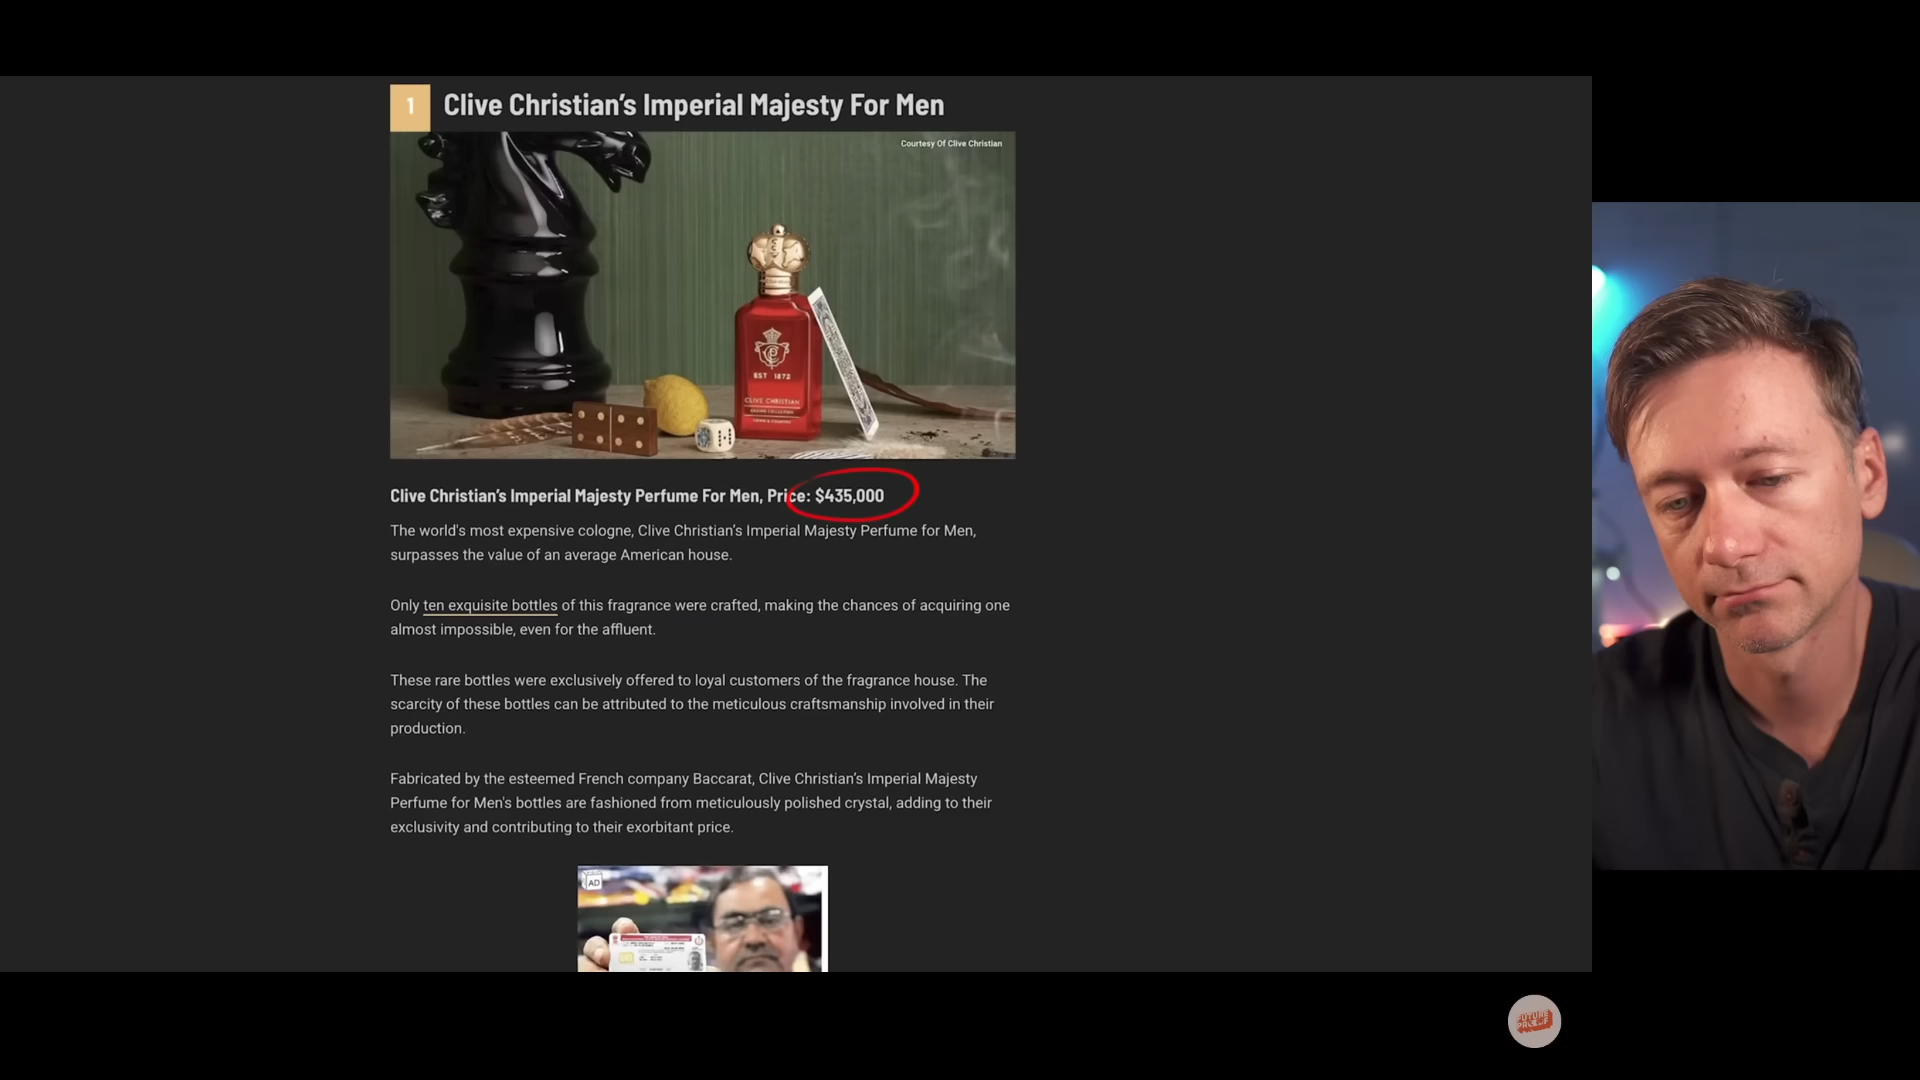 1 Clive Christian’s Imperial Majesty For Men
Courtesy Of Clive Christian
EST 1872
CLIVE CHRISTIAN
Clive Christian’s Imperial Majesty Perfume For Men, Price: $435,000
The world's most expensive cologne, Clive Christian’s Imperial Majesty Perfume for Men,
surpasses the value of an average American house.
Only ten exquisite bottles of this fragrance were crafted, making the chances of acquiring one
almost impossible, even for the affluent.
These rare bottles were exclusively offered to loyal customers of the fragrance house. The
scarcity of these bottles can be attributed to the meticulous craftsmanship involved in their
production.
Fabricated by the esteemed French company Baccarat, Clive Christian’s Imperial Majesty
Perfume for Men's bottles are fashioned from meticulously polished crystal, adding to their
exclusivity and contributing to their exorbitant price.
AD
FUTURE
PROOF